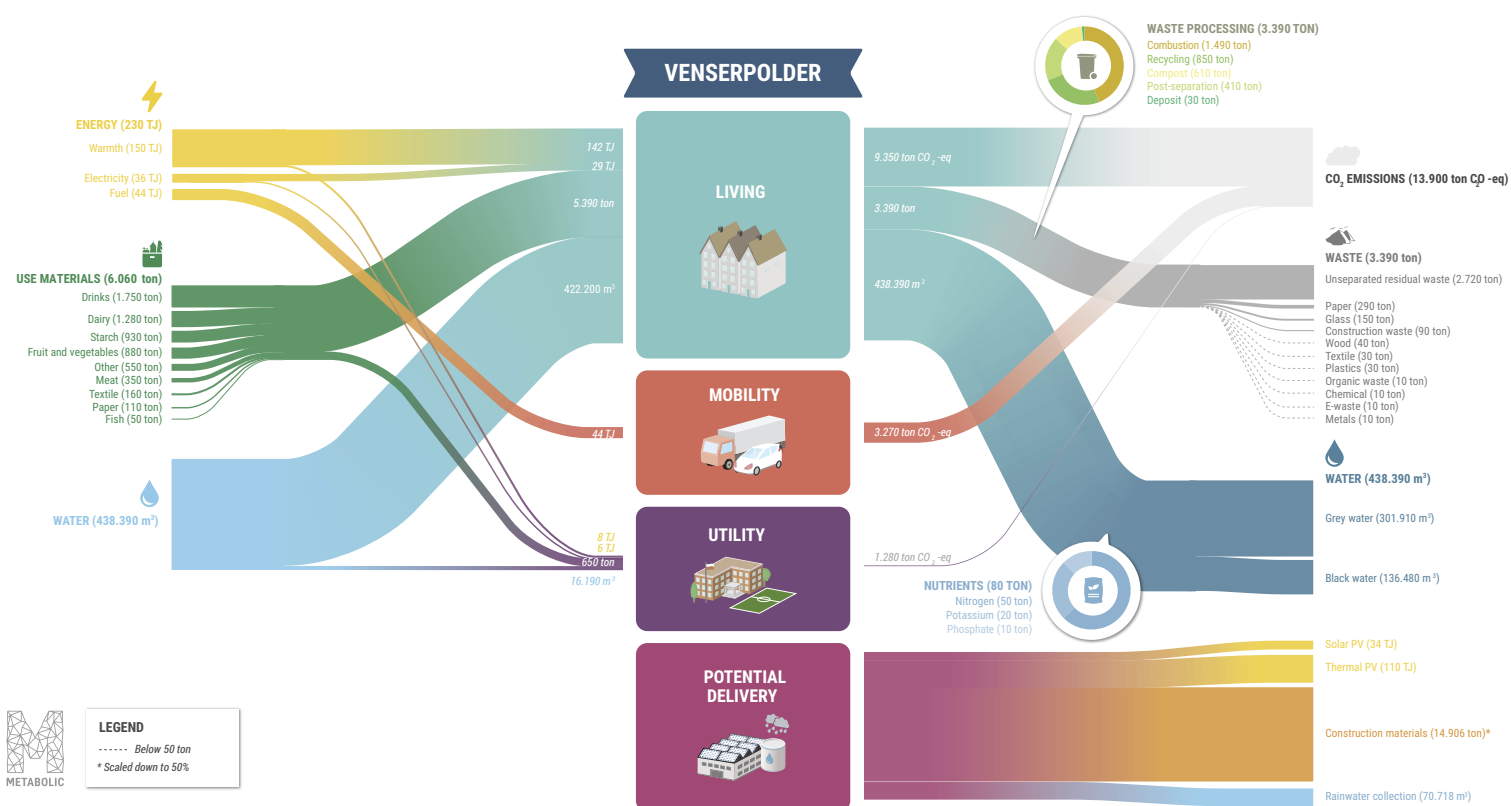 VENSERPOLDER
ENERGY (230 TJ)
Warmth (150 TJ)
Electricity (36 TJ)
Fuel (44 TJ)
USE MATERIALS (6.060 ton)
Drinks (1.750 ton)
Dairy (1.280 ton)
Starch (930 ton)
Fruit and vegetables (880 ton)
Other (550 ton)
Meat (350 ton)
Textile (160 ton)
Paper (110 ton)
Fish (50 ton)
WATER (438.390 m³)
142 TJ
29 TJ
5.390 ton
422.200 m³
44 TJ
8 TJ
6 TJ
650 ton
16.190 m³
LIVING
MOBILITY
UTILITY
POTENTIAL
DELIVERY
9.350 ton CO₂ -eq
3.390 ton
438.390 m³
3.270 ton CO₂ -eq
1.280 ton CO₂ -eq
WASTE PROCESSING (3.390 TON)
Combustion (1.490 ton)
Recycling (850 ton)
Compost (610 ton)
Post-separation (410 ton)
Deposit (30 ton)
CO₂ EMISSIONS (13.900 ton CO₂ -eq)
WASTE (3.390 ton)
Unseparated residual waste (2.720 ton)
Paper (290 ton)
Glass (150 ton)
Construction waste (90 ton)
Wood (40 ton)
Textile (30 ton)
Plastics (30 ton)
Organic waste (10 ton)
Chemical (10 ton)
E-waste (10 ton)
Metals (10 ton)
WATER (438.390 m³)
Grey water (301.910 m³)
Black water (136.480 m³)
NUTRIENTS (80 TON)
Nitrogen (50 ton)
Potassium (20 ton)
Phosphate (10 ton)
Solar PV (34 TJ)
Thermal PV (110 TJ)
Construction materials (14.906 ton)*
Rainwater collection (70.718 m³)
METABOLIC
LEGEND
Below 50 ton
* Scaled down to 50%